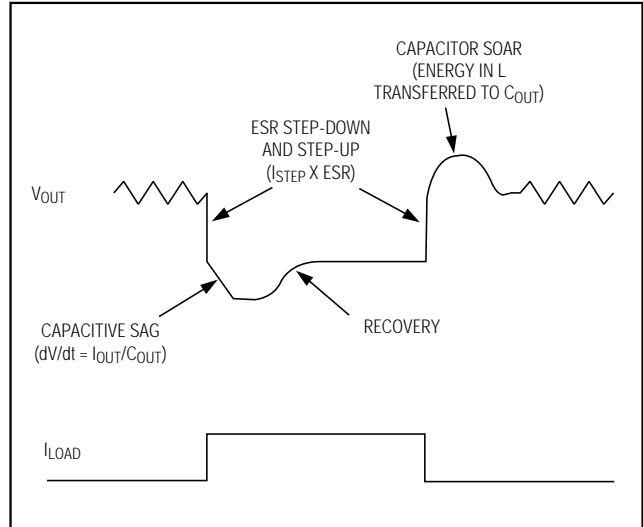 CAPACITOR SOAR
(ENERGY IN L
TRANSFERRED TO COUT)
ESR STEP-DOWN
AND STEP-UP
(ISTEP X ESR)
VOUT
CAPACITIVE SAG
(dV/dt = IOUT/COUT)
RECOVERY
ILOAD